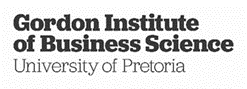 Gordon Institute
of Business Science
University of Pretoria